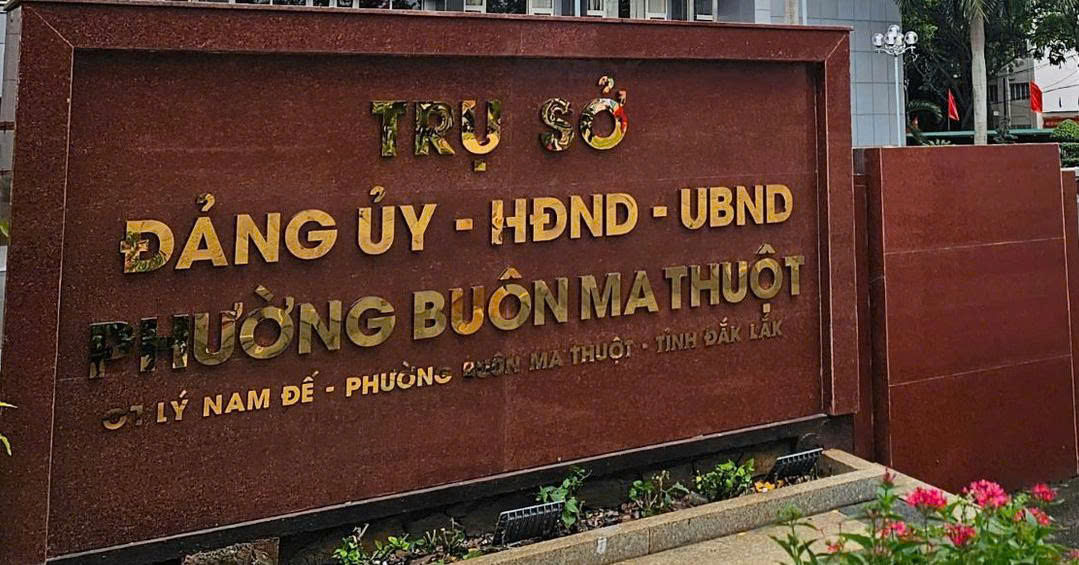 TRỤ SỞ
ĐẢNG ỦY - HĐND - UBND
PHƯỜNG BUÔN MA THUỘT
01 LÝ NAM ĐẾ - PHƯỜNG BUÔN MA THUỘT - TỈNH ĐẮK LẮK